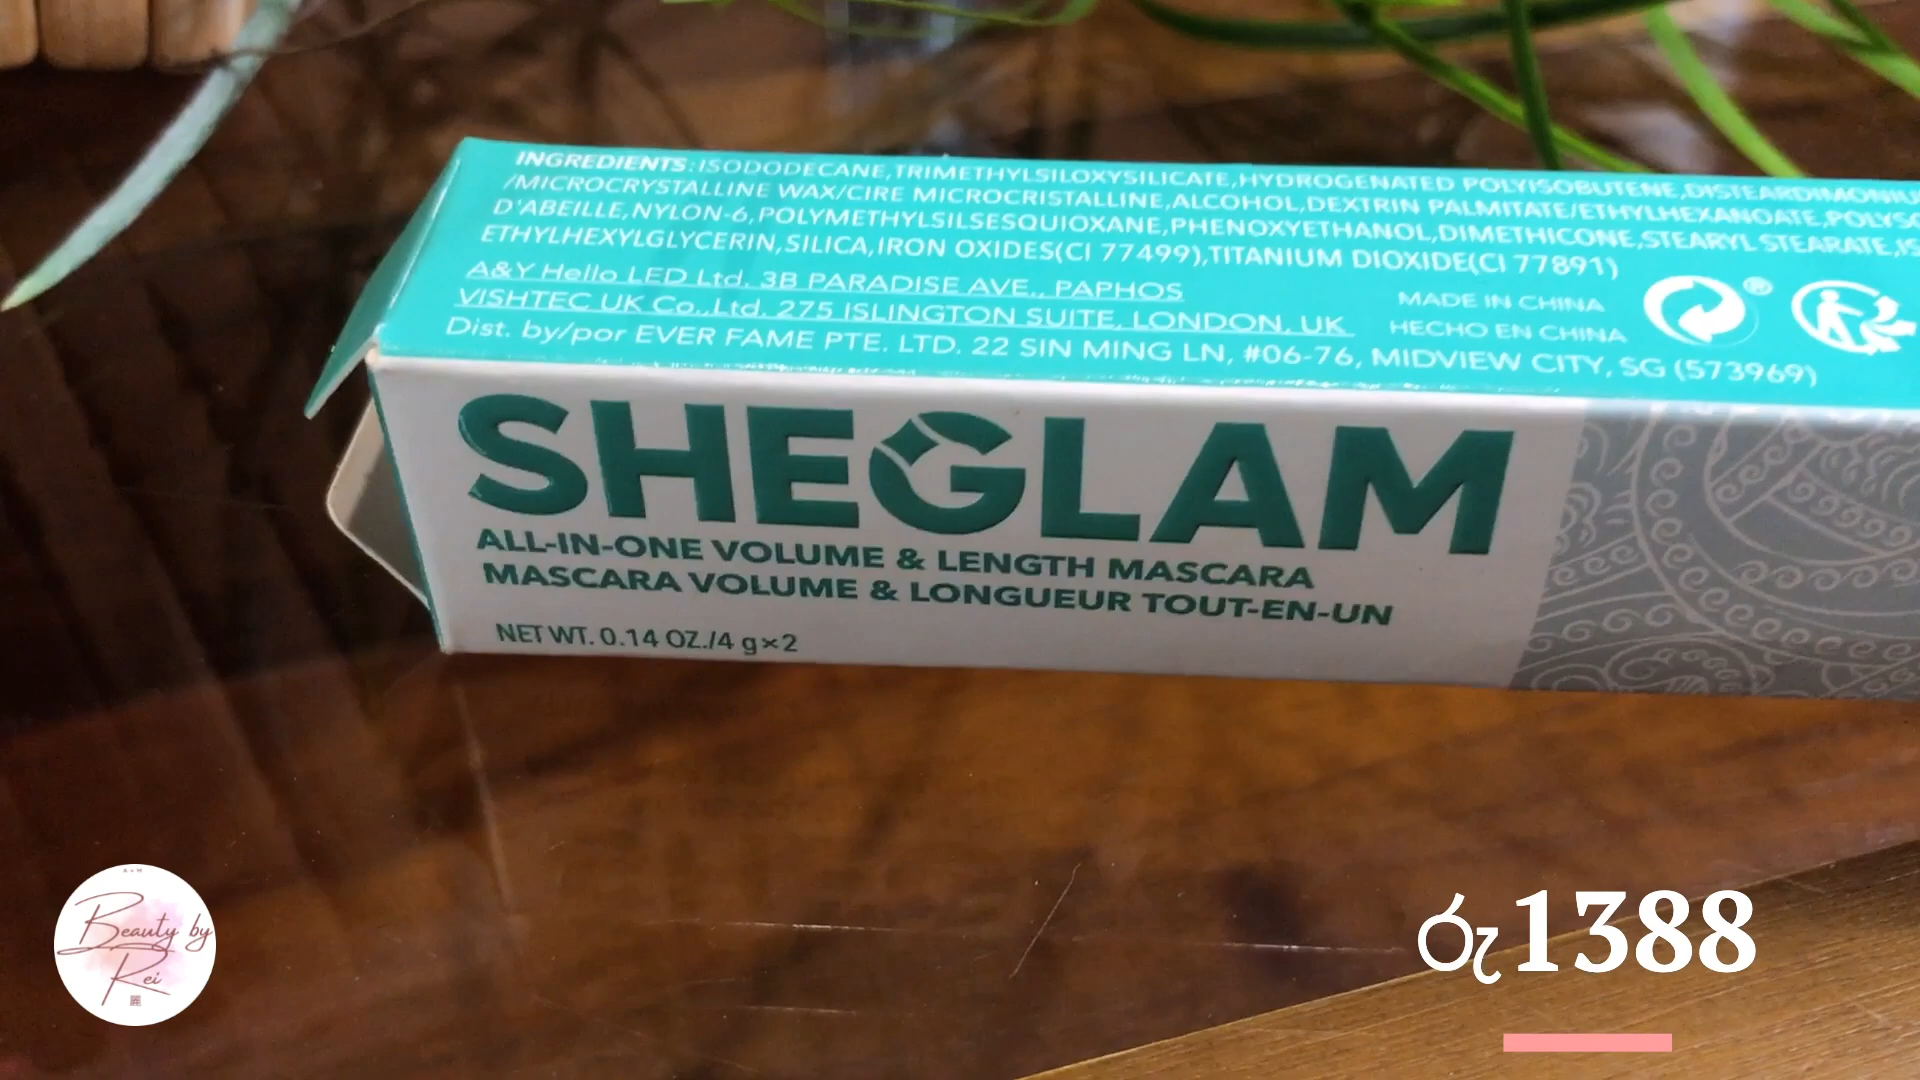 INGREDIENTS:ISODODECANE,TRIMETHYLSILOXYSILICATE,HYDROGENATED POLYISOBUTENE,DISTEARDIMONIU
/MICROCRYSTALLINE WAX/CIRE MICROCRISTALLINE,ALCOHOL,DEXTRIN PALMITATE/ETHYLHEXANOATE,POLYSO
D'ABEILLE,NYLON-6,POLYMETHYLSILSESQUIOXANE,PHENOXYETHANOL,DIMETHICONE,STEARYL STEARATE,IS
ETHYLHEXYLGLYCERIN,SILICA,IRON OXIDES(CI 77499),TITANIUM DIOXIDE(CI 77891)
A&Y Hello LED Ltd. 3B PARADISE AVE., PAPHOS
VISHTEC UK Co.,Ltd. 275 ISLINGTON SUITE, LONDON, UK
Dist. by/por EVER FAME PTE. LTD. 22 SIN MING LN, #06-76, MIDVIEW CITY, SG (573969)
MADE IN CHINA
HECHO EN CHINA
SHEGLAM
ALL-IN-ONE VOLUME & LENGTH MASCARA
MASCARA VOLUME & LONGUEUR TOUT-EN-UN
NET WT. 0.14 OZ./4 g×2
Beauty by
Rei
රු1388